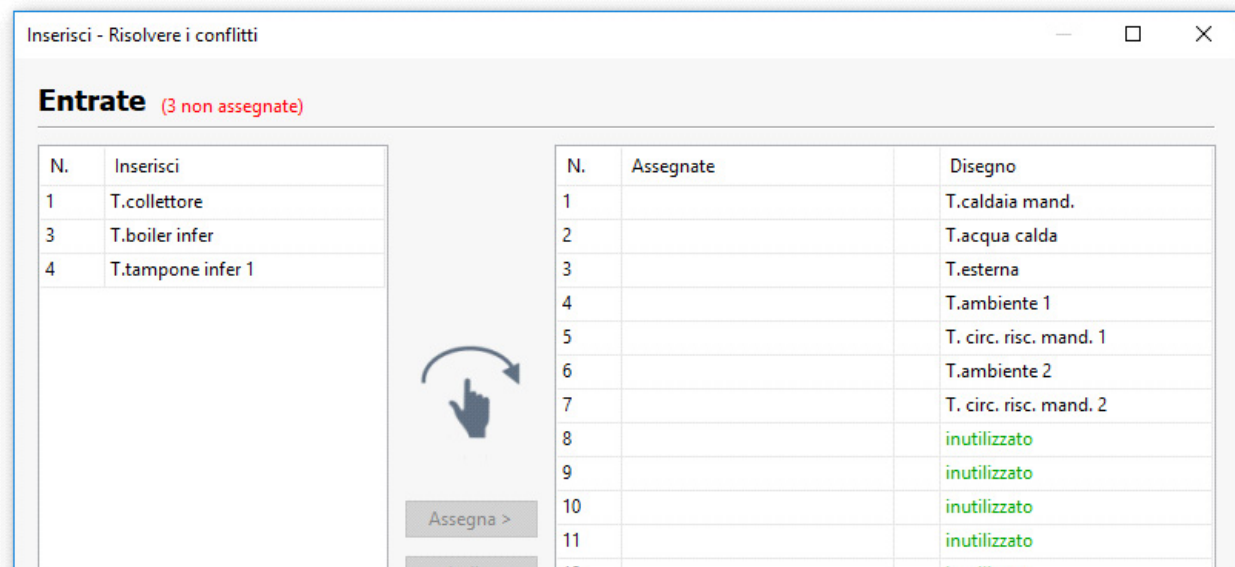 Inserisci - Risolvere i conflitti
Entrate (3 non assegnate)
N. Inserisci
1 T.collettore
3 T.boiler infer
4 T.tampone infer 1
Assegna >
N. Assegnate Disegno
1 T.caldaia mand.
2 T.acqua calda
3 T.esterna
4 T.ambiente 1
5 T. circ. risc. mand. 1
6 T.ambiente 2
7 T. circ. risc. mand. 2
8 inutilizzato
9 inutilizzato
10 inutilizzato
11 inutilizzato